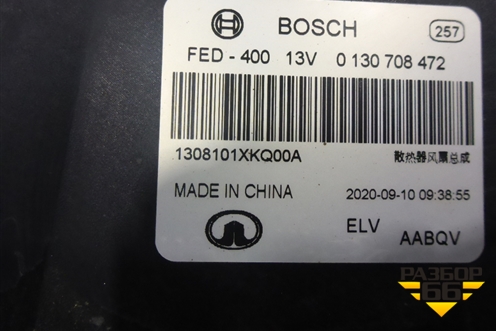 BOSCH 257
FED - 400 13V 0 130 708 472
1308101XKQ00A 散热器风扇总成
MADE IN CHINA 2020-09-10 09:38:55
ELV AABQV
РАЗБОР
66